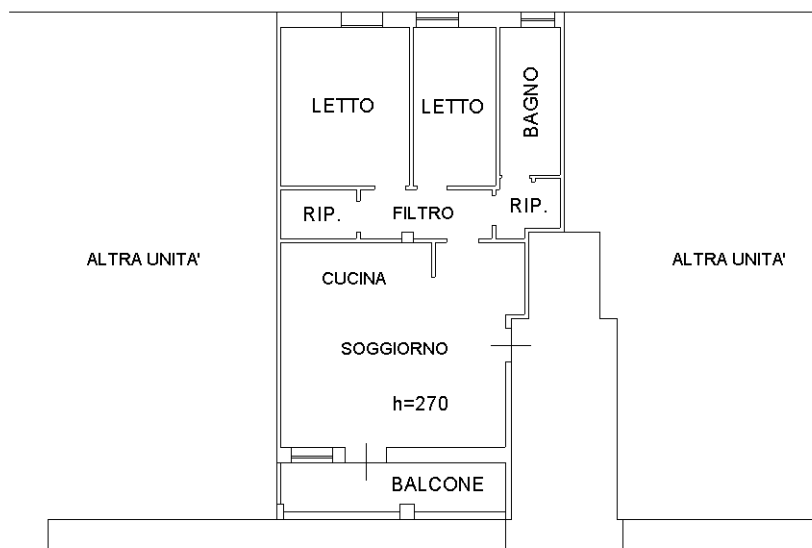 BAGNO
LETTO
LETTO
RIP.
FILTRO
RIP.
ALTRA UNITA'
CUCINA
ALTRA UNITA'
SOGGIORNO
h=270
BALCONE